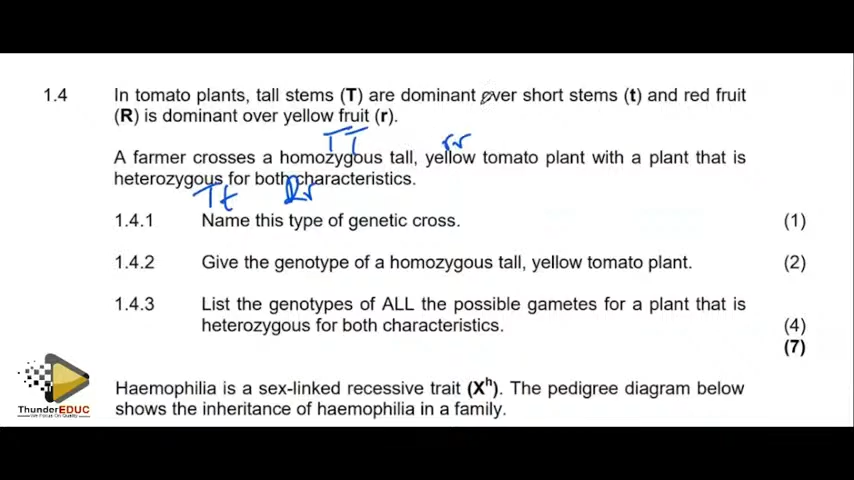 1.4 In tomato plants, tall stems (T) are dominant over short stems (t) and red fruit
(R) is dominant over yellow fruit (r).
TT rr
A farmer crosses a homozygous tall, yellow tomato plant with a plant that is
heterozygous for both characteristics.
Tt Rr
1.4.1 Name this type of genetic cross. (1)
1.4.2 Give the genotype of a homozygous tall, yellow tomato plant. (2)
1.4.3 List the genotypes of ALL the possible gametes for a plant that is
heterozygous for both characteristics. (4)
(7)
Haemophilia is a sex-linked recessive trait (Xʰ). The pedigree diagram below
shows the inheritance of haemophilia in a family.
ThunderEDUC
We Focus On Quality